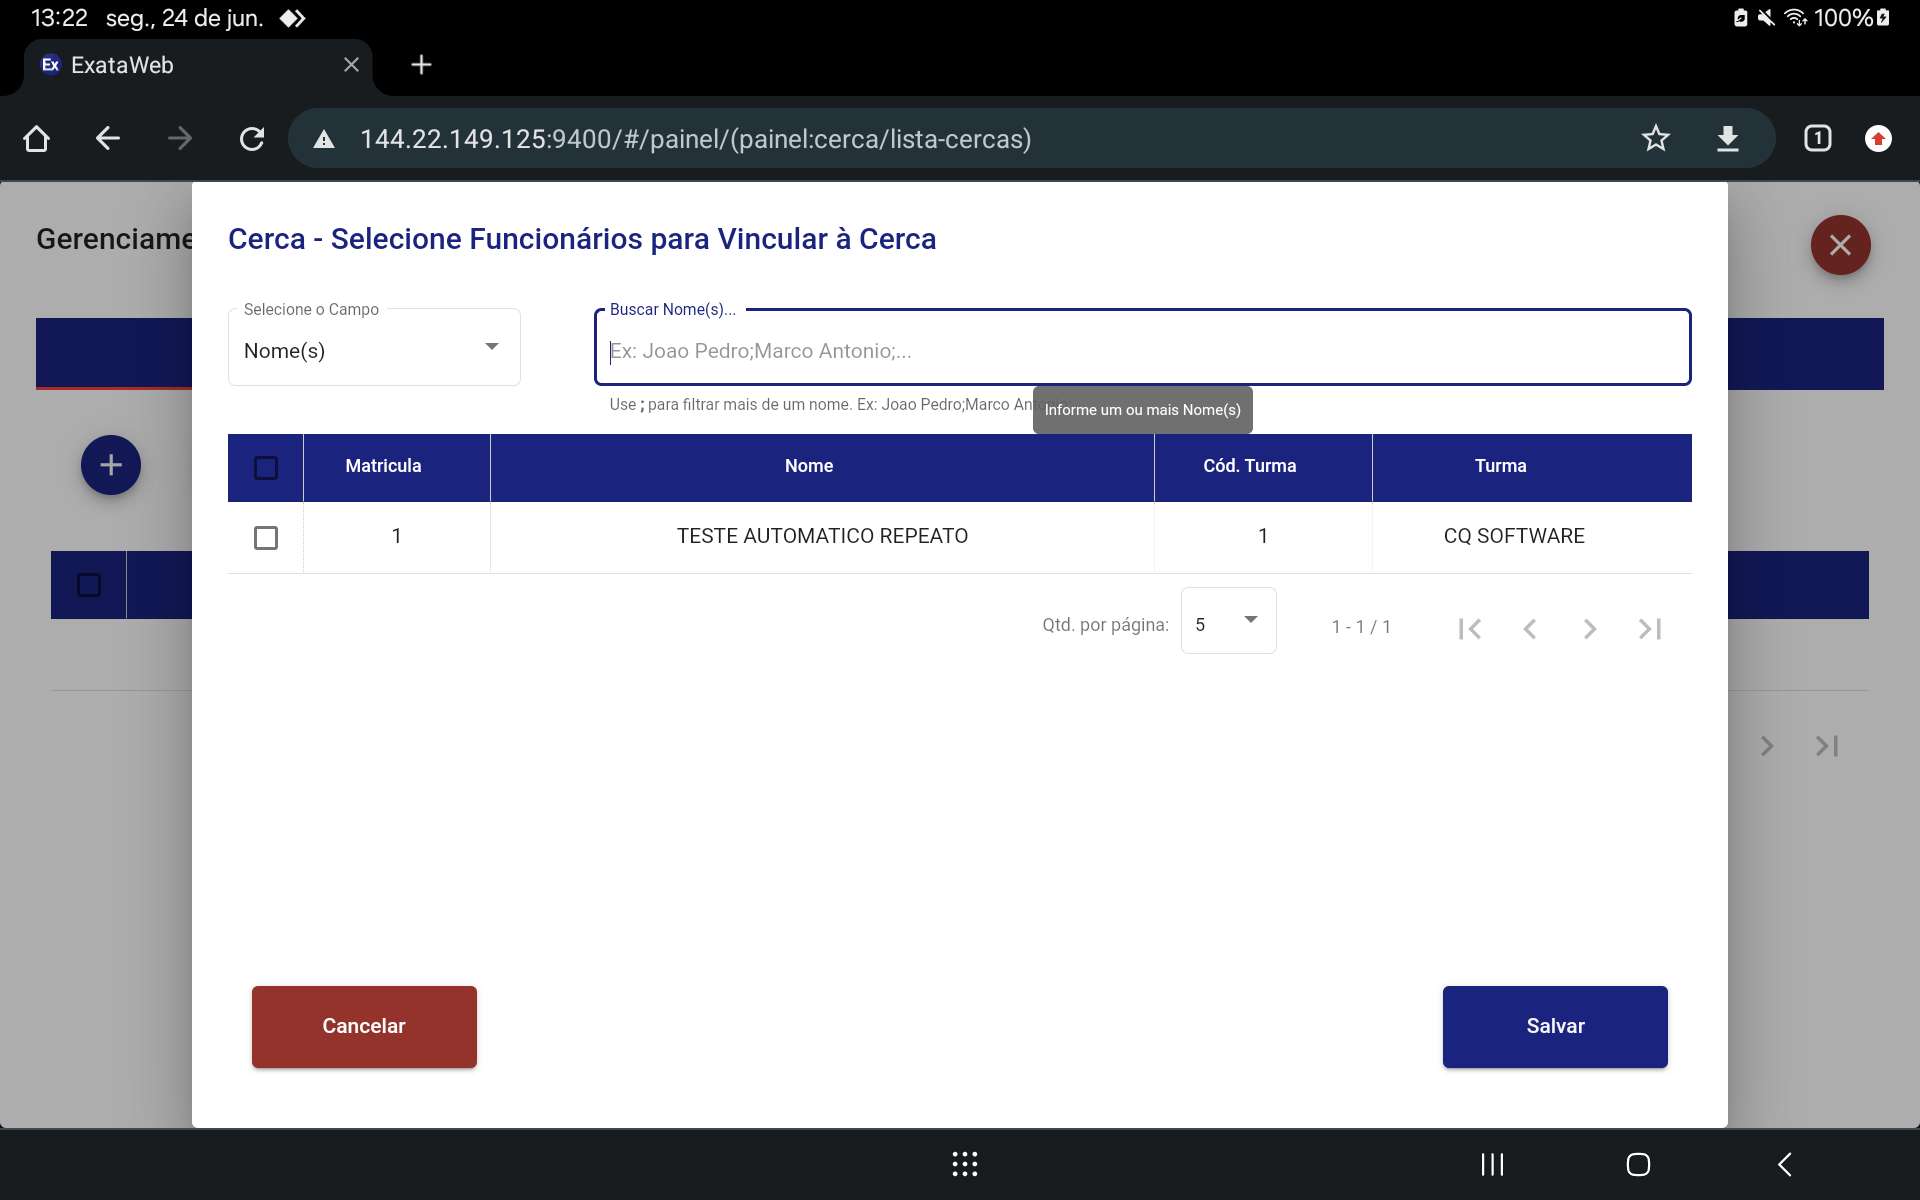 13:22 seg., 24 de jun. 100%
Ex ExataWeb
144.22.149.125:9400/#/painel/(painel:cerca/lista-cercas) 1
Gerenciame
Cerca - Selecione Funcionários para Vincular à Cerca
Selecione o Campo
Nome(s)
Buscar Nome(s)...
Ex: Joao Pedro;Marco Antonio;...
Use ; para filtrar mais de um nome. Ex: Joao Pedro;Marco An
Informe um ou mais Nome(s)
Matricula Nome Cód. Turma Turma
1 TESTE AUTOMATICO REPEATO 1 CQ SOFTWARE
Qtd. por página: 5 1 - 1 / 1
Cancelar Salvar